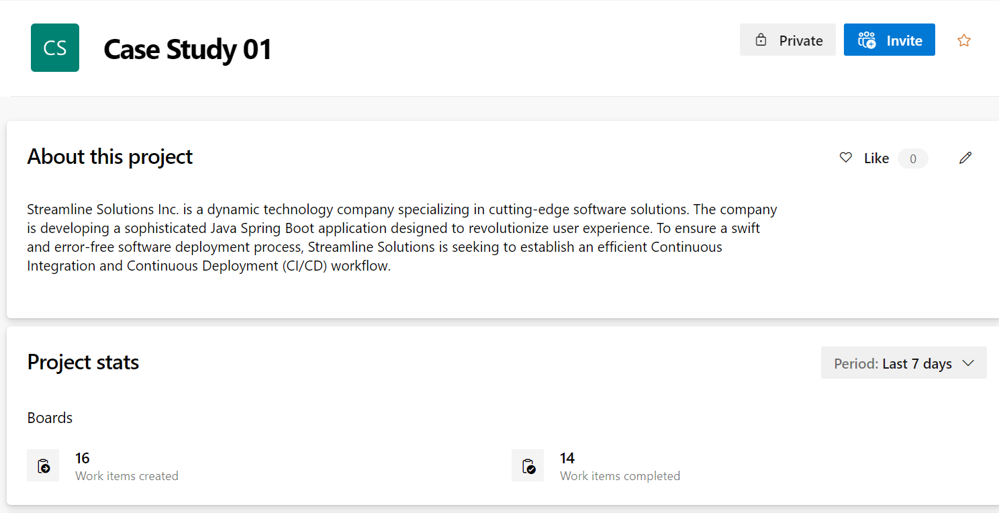 CS
Case Study 01
Private
Invite
About this project
Like 0
Streamline Solutions Inc. is a dynamic technology company specializing in cutting-edge software solutions. The company
is developing a sophisticated Java Spring Boot application designed to revolutionize user experience. To ensure a swift
and error-free software deployment process, Streamline Solutions is seeking to establish an efficient Continuous
Integration and Continuous Deployment (CI/CD) workflow.
Project stats
Period: Last 7 days
Boards
16
Work items created
14
Work items completed